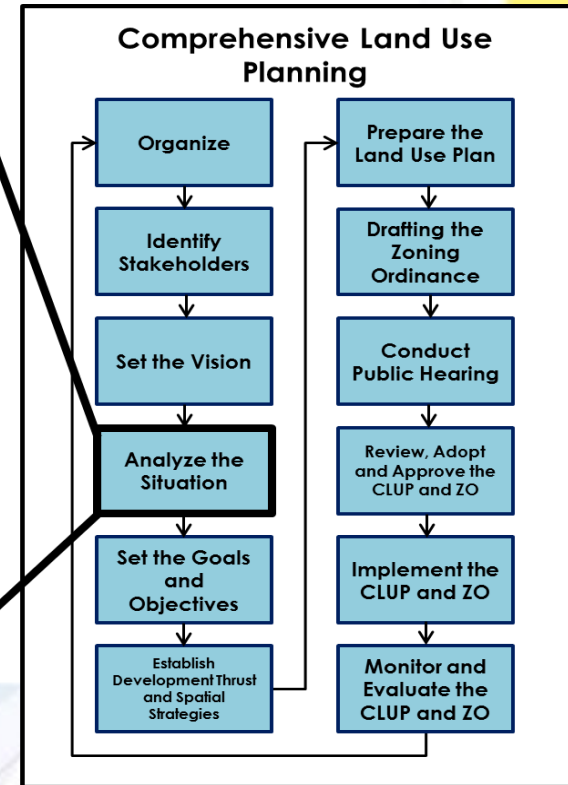 Comprehensive Land Use
Planning
Organize
Identify
Stakeholders
Set the Vision
Analyze the
Situation
Set the Goals
and
Objectives
Establish
Development Thrust
and Spatial
Strategies
Prepare the
Land Use Plan
Drafting the
Zoning
Ordinance
Conduct
Public Hearing
Review, Adopt
and Approve the
CLUP and ZO
Implement the
CLUP and ZO
Monitor and
Evaluate the
CLUP and ZO